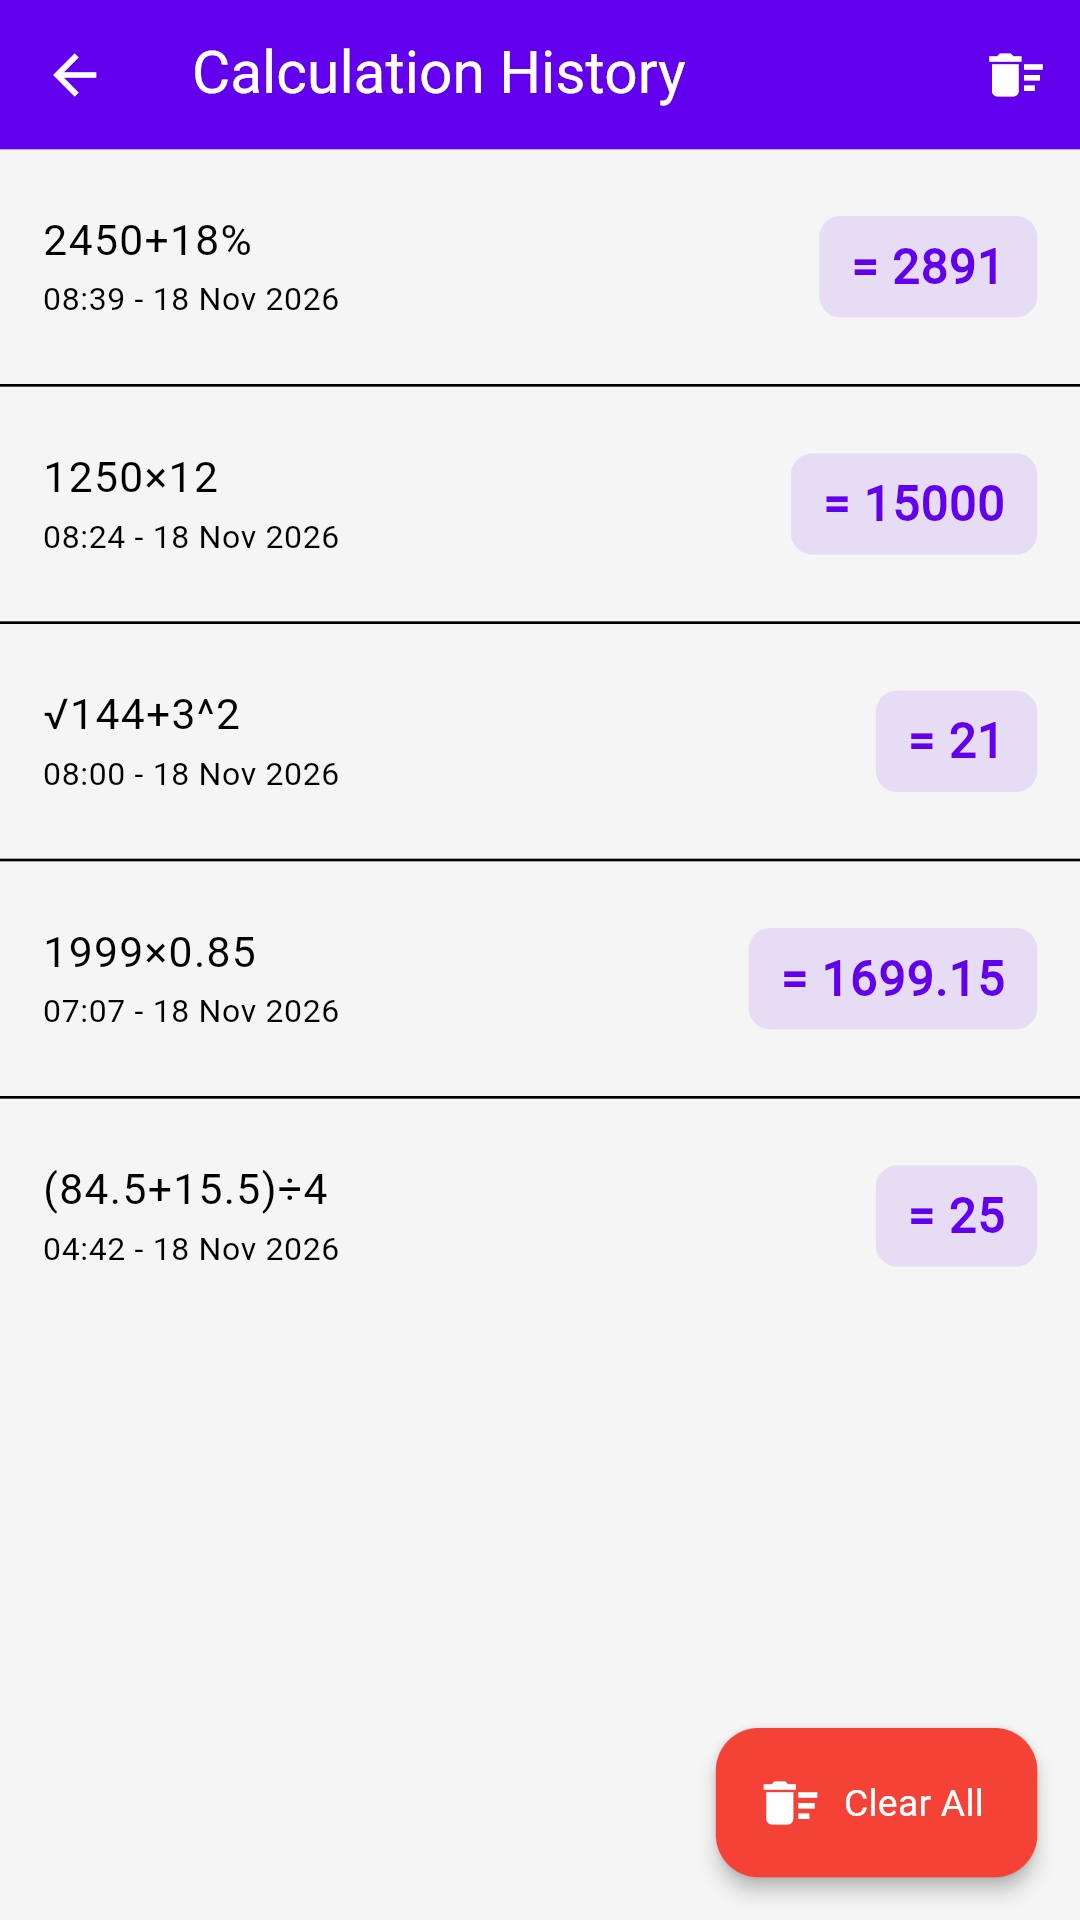 Calculation History
2450+18%
= 2891
08:39 - 18 Nov 2026
1250×12
= 15000
08:24 - 18 Nov 2026
√144+3^2
= 21
08:00 - 18 Nov 2026
1999×0.85
= 1699.15
07:07 - 18 Nov 2026
(84.5+15.5)÷4
= 25
04:42 - 18 Nov 2026
Clear All